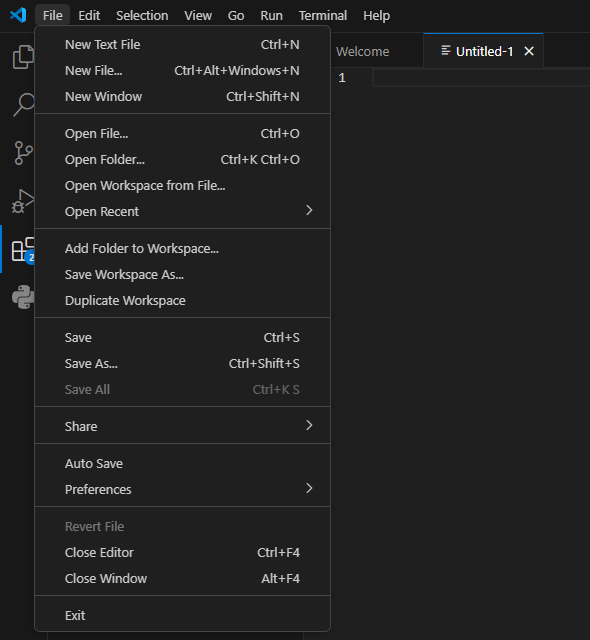 File Edit Selection View Go Run Terminal Help
Welcome Untitled-1
1
New Text File Ctrl+N
New File... Ctrl+Alt+Windows+N
New Window Ctrl+Shift+N
Open File... Ctrl+O
Open Folder... Ctrl+K Ctrl+O
Open Workspace from File...
Open Recent
Add Folder to Workspace...
Save Workspace As...
Duplicate Workspace
Save Ctrl+S
Save As... Ctrl+Shift+S
Save All Ctrl+K S
Share
Auto Save
Preferences
Revert File
Close Editor Ctrl+F4
Close Window Alt+F4
Exit
2